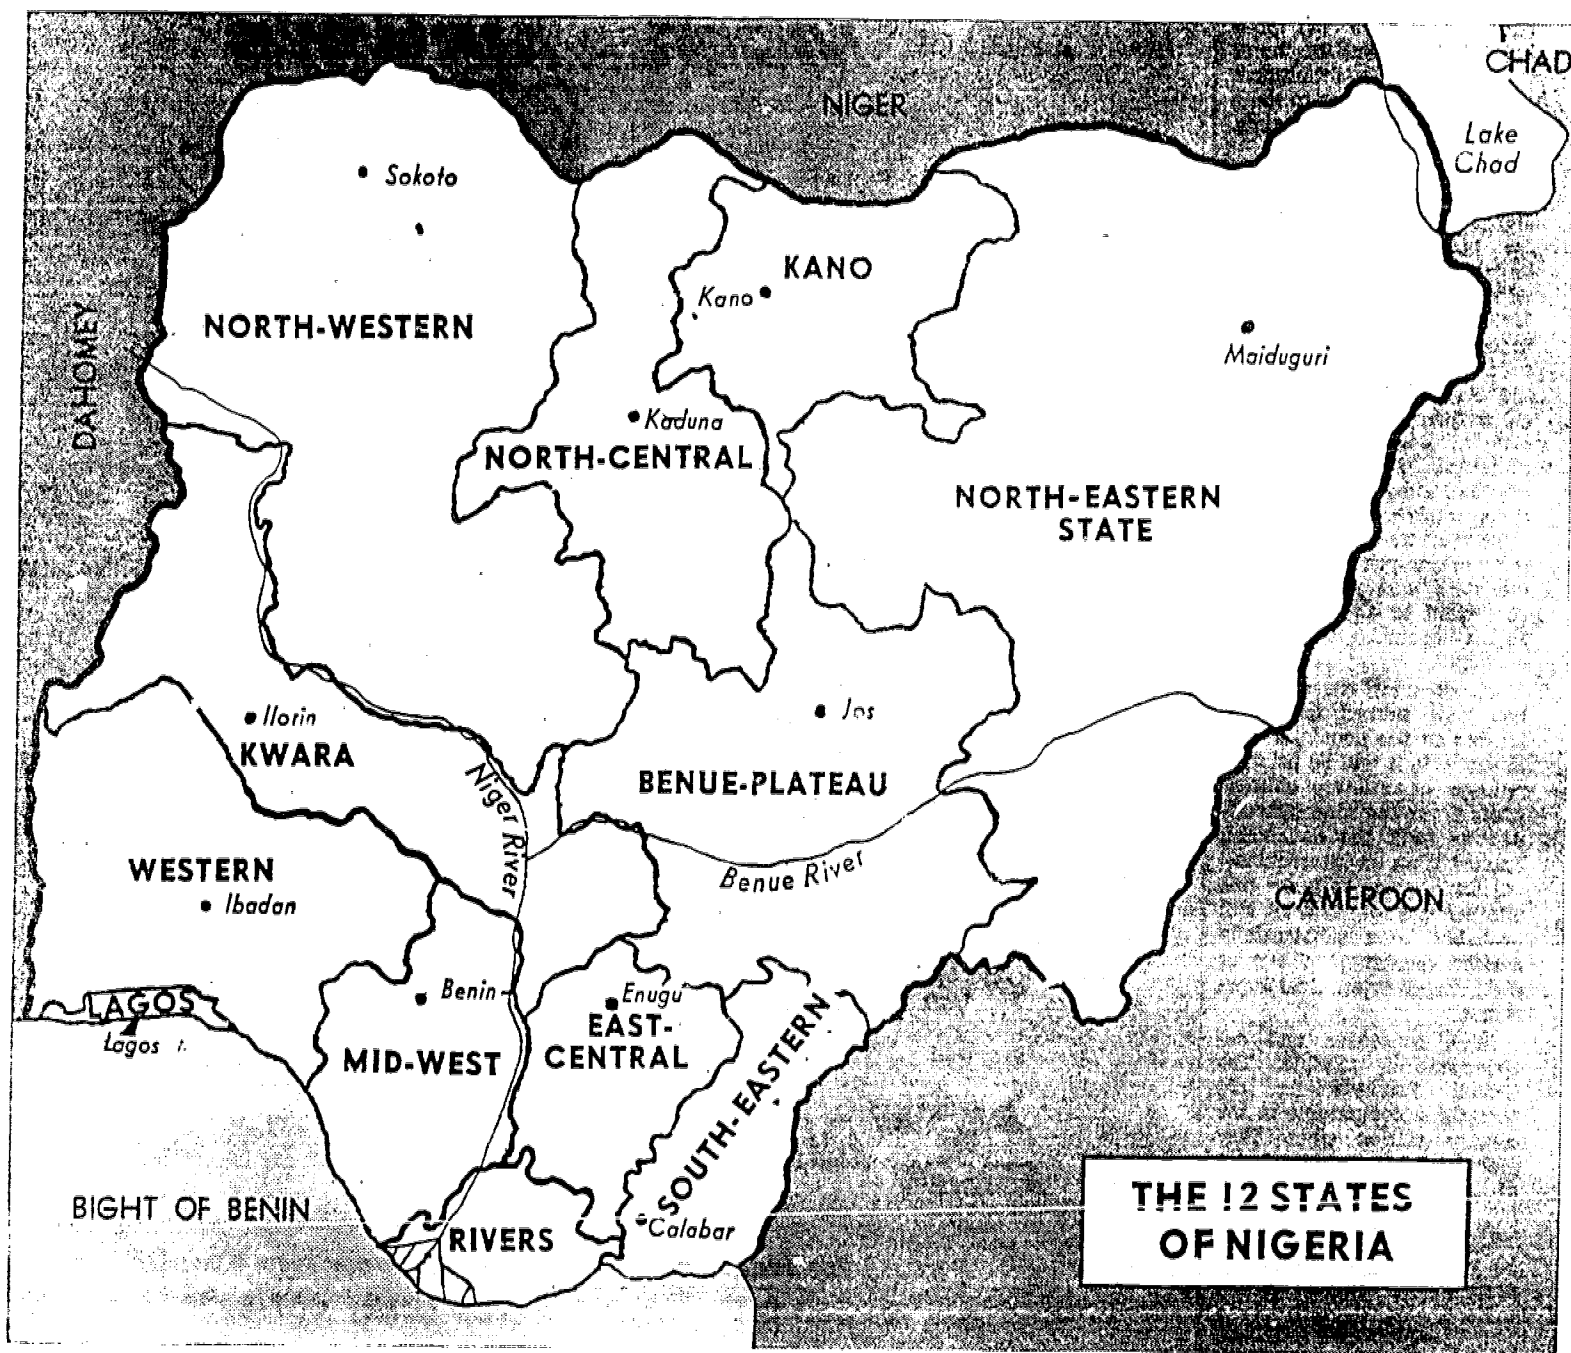 CHAD
NIGER
Lake
Chad
Sokoto
KANO
Kano
NORTH-WESTERN
DAHOMEY
Maiduguri
Kaduna
NORTH-CENTRAL
NORTH-EASTERN
STATE
Ilorin
KWARA
Jos
BENUE-PLATEAU
Niger River
Benue River
WESTERN
Ibadan
CAMEROON
LAGOS
Lagos
Benin
MID-WEST
Enugu
EAST-
CENTRAL
SOUTH-EASTERN
BIGHT OF BENIN
RIVERS
Calabar
THE 12 STATES
OF NIGERIA